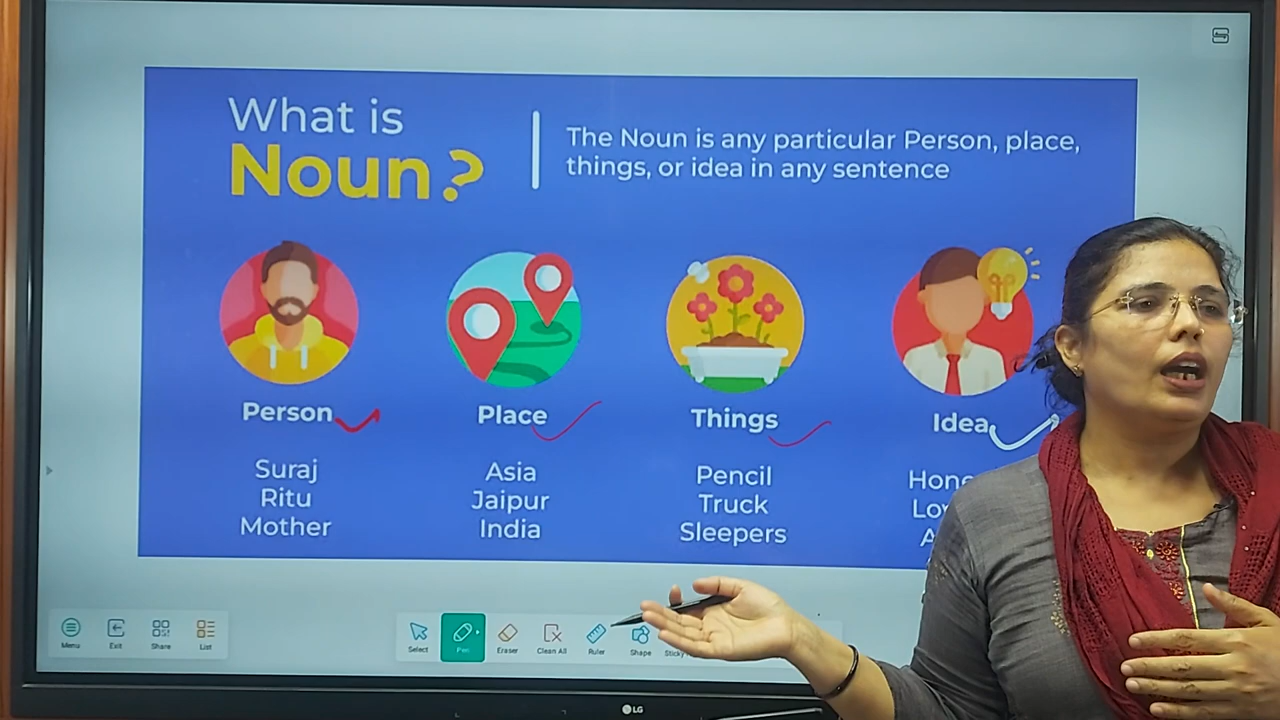 What is
Noun?
The Noun is any particular Person, place,
things, or idea in any sentence
Person
Suraj
Ritu
Mother
Place
Asia
Jaipur
India
Things
Pencil
Truck
Sleepers
Idea
Menu
Exit
Share
List
Select
Pen
Eraser
Clean All
Ruler
Shape
LG